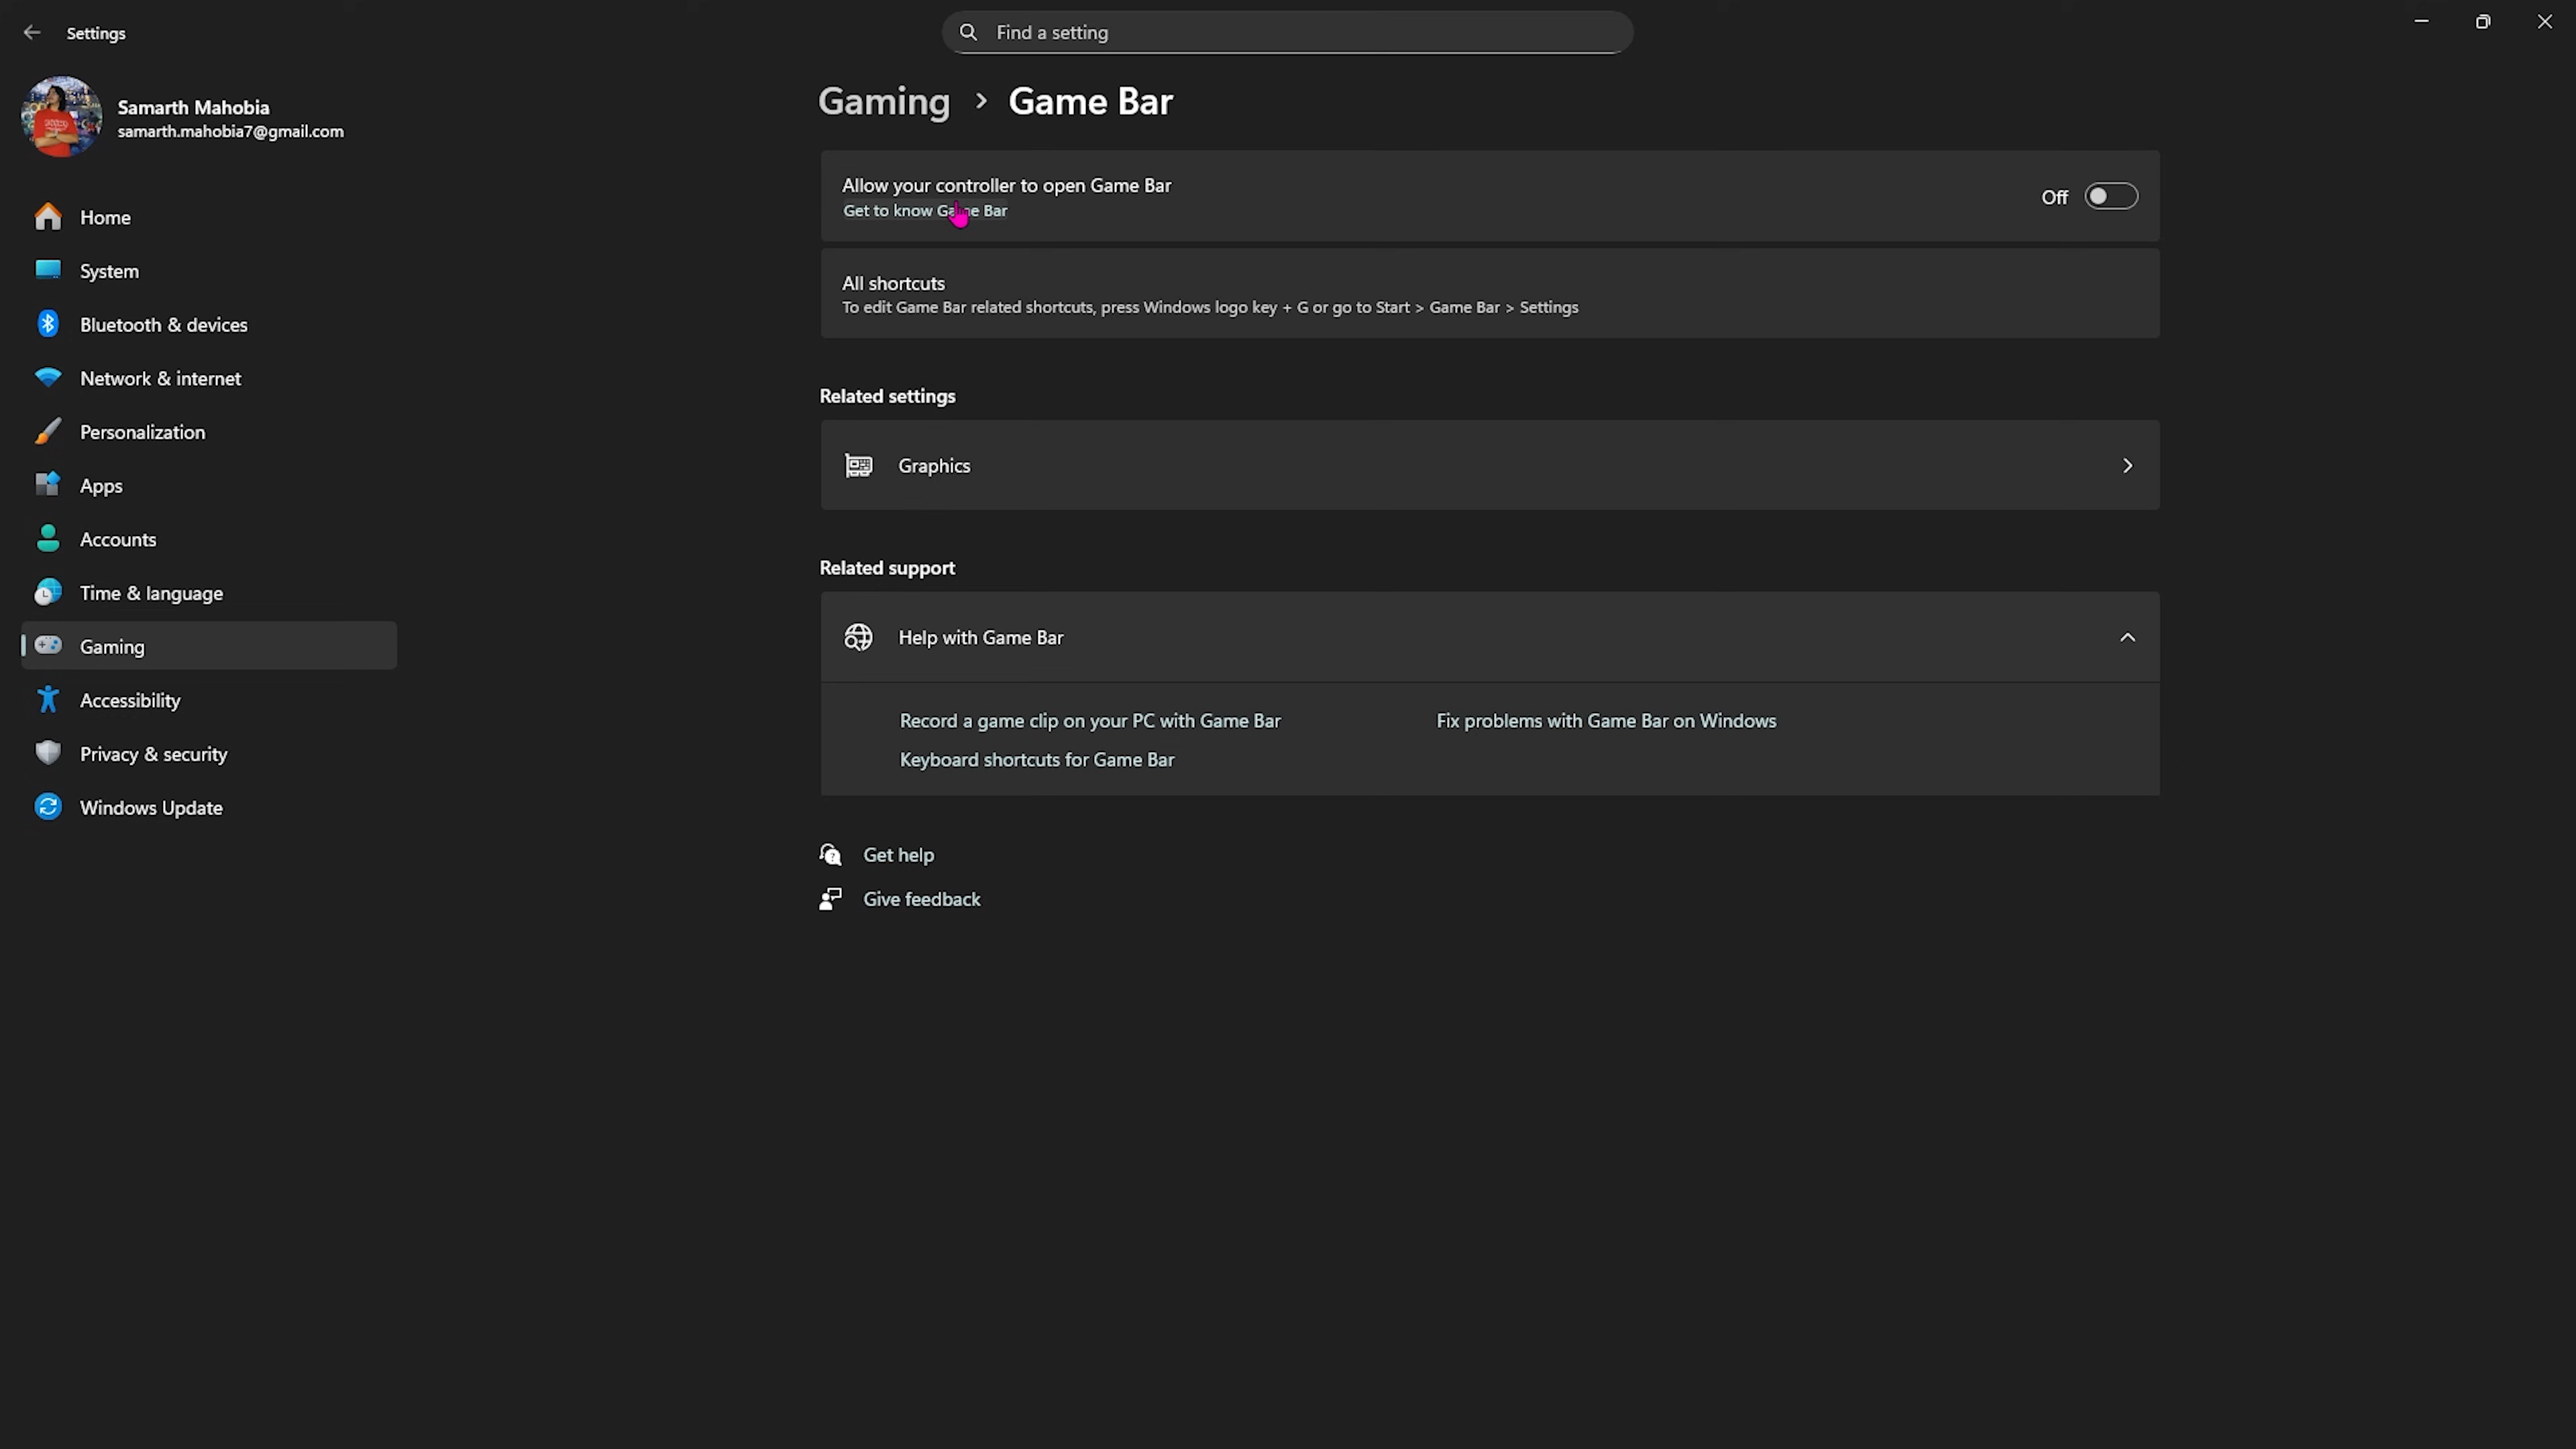 Settings
Find a setting
Samarth Mahobia
samarth.mahobia7@gmail.com
Home
System
Bluetooth & devices
Network & internet
Personalization
Apps
Accounts
Time & language
Gaming
Accessibility
Privacy & security
Windows Update
Gaming > Game Bar
Allow your controller to open Game Bar
Get to know Game Bar
Off
All shortcuts
To edit Game Bar related shortcuts, press Windows logo key + G or go to Start > Game Bar > Settings
Related settings
Graphics
Related support
Help with Game Bar
Record a game clip on your PC with Game Bar
Fix problems with Game Bar on Windows
Keyboard shortcuts for Game Bar
Get help
Give feedback